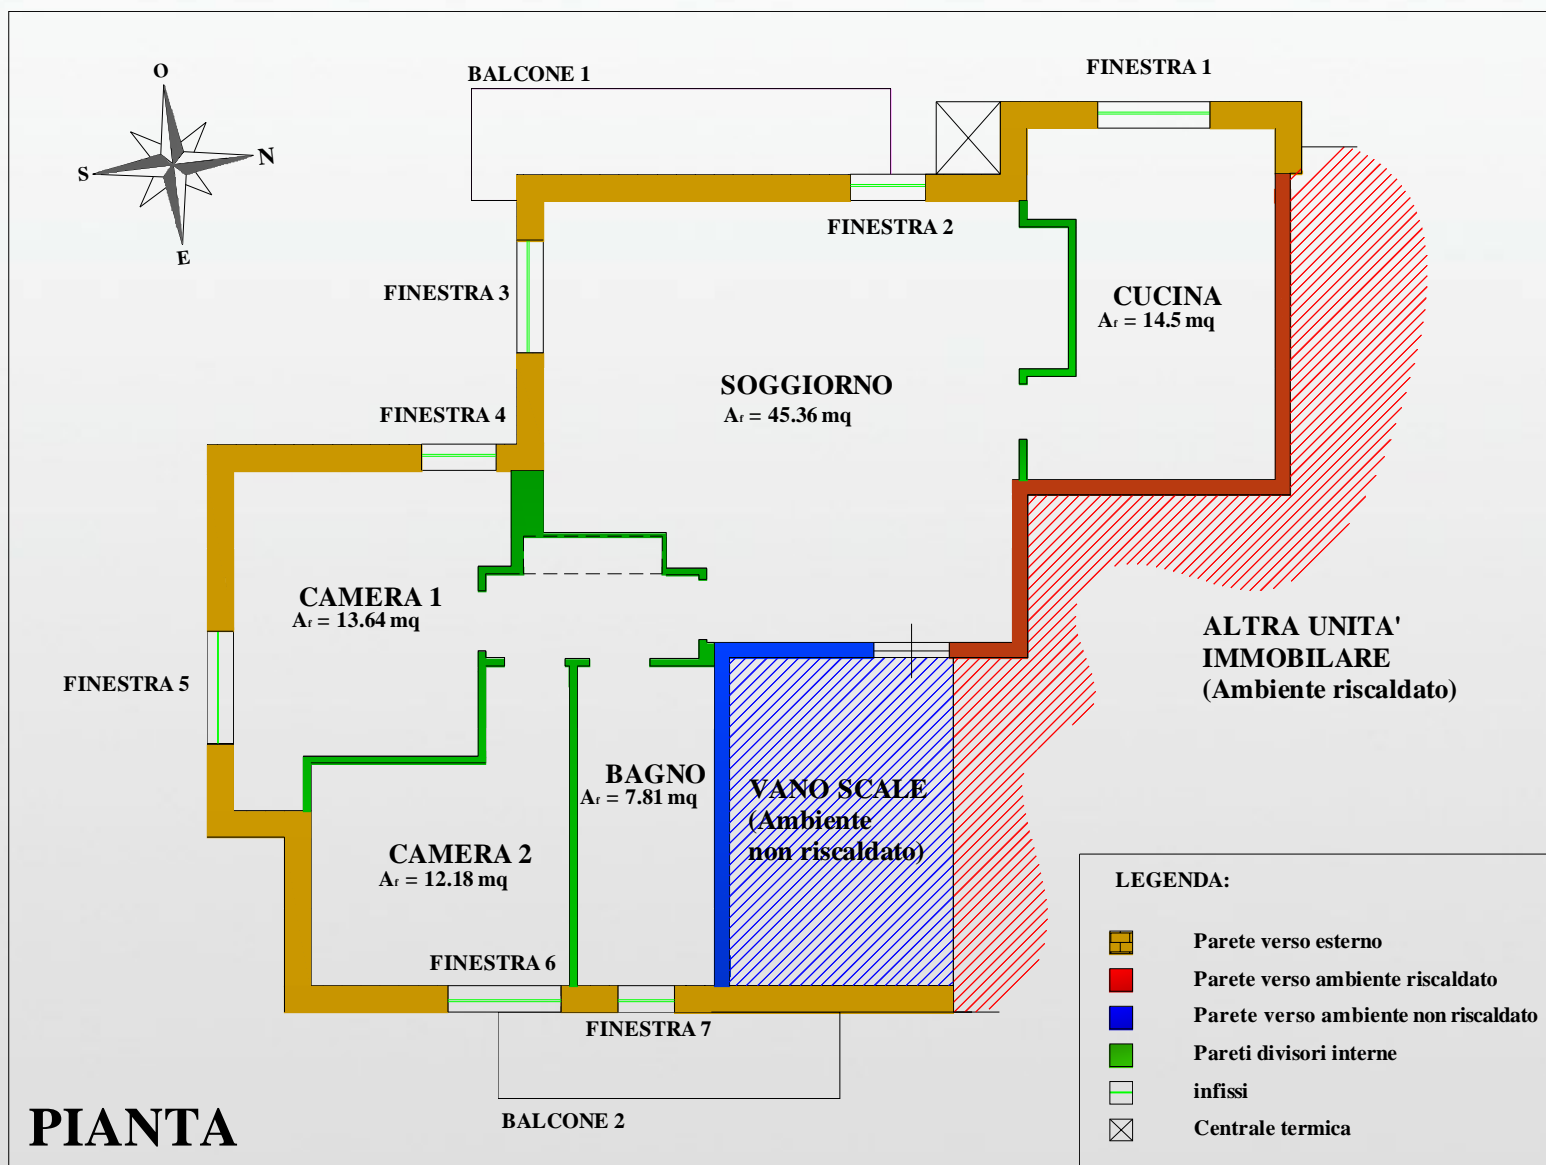 BALCONE 1
FINESTRA 1
O
S
N
E
FINESTRA 2
FINESTRA 3
CUCINA
Af = 14.5 mq
SOGGIORNO
Af = 45.36 mq
FINESTRA 4
CAMERA 1
Af = 13.64 mq
ALTRA UNITA'
IMMOBILARE
(Ambiente riscaldato)
FINESTRA 5
BAGNO
Af = 7.81 mq
VANO SCALE
(Ambiente
non riscaldato)
CAMERA 2
Af = 12.18 mq
FINESTRA 6
FINESTRA 7
BALCONE 2
PIANTA
LEGENDA:
Parete verso esterno
Parete verso ambiente riscaldato
Parete verso ambiente non riscaldato
Pareti divisori interne
infissi
Centrale termica